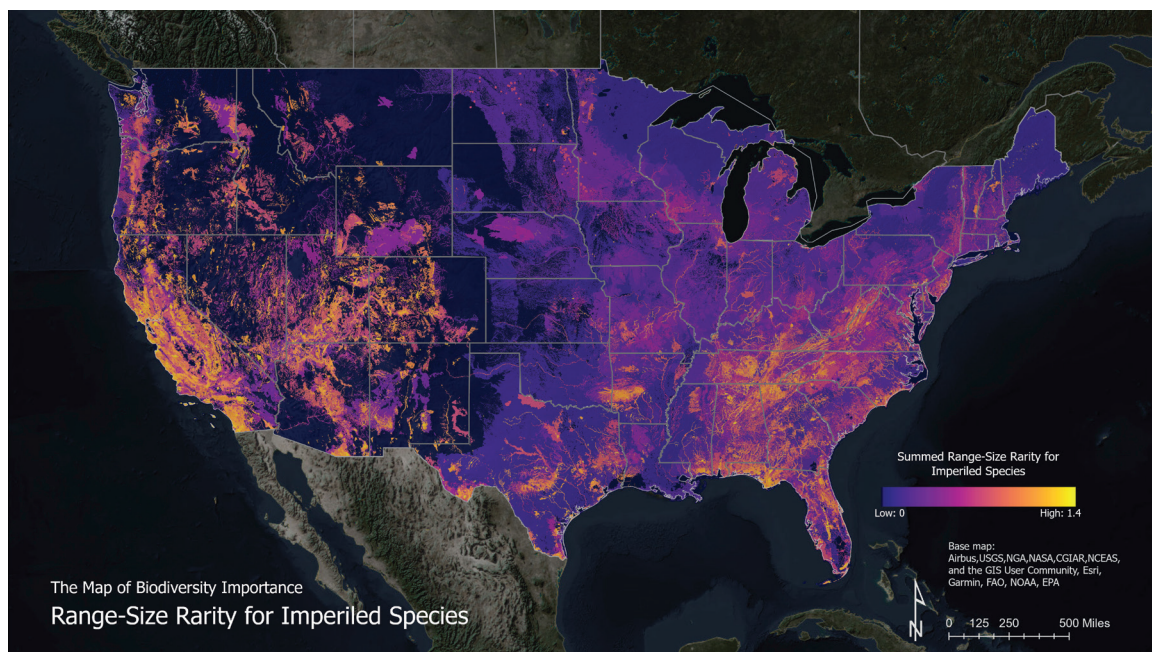 Summed Range-Size Rarity for
Imperiled Species
Low: 0
High: 1.4
Base map:
Airbus,USGS,NGA,NASA,CGIAR,NCEAS,
and the GIS User Community, Esri,
Garmin, FAO, NOAA, EPA
The Map of Biodiversity Importance
Range-Size Rarity for Imperiled Species
N
0 125 250 500 Miles